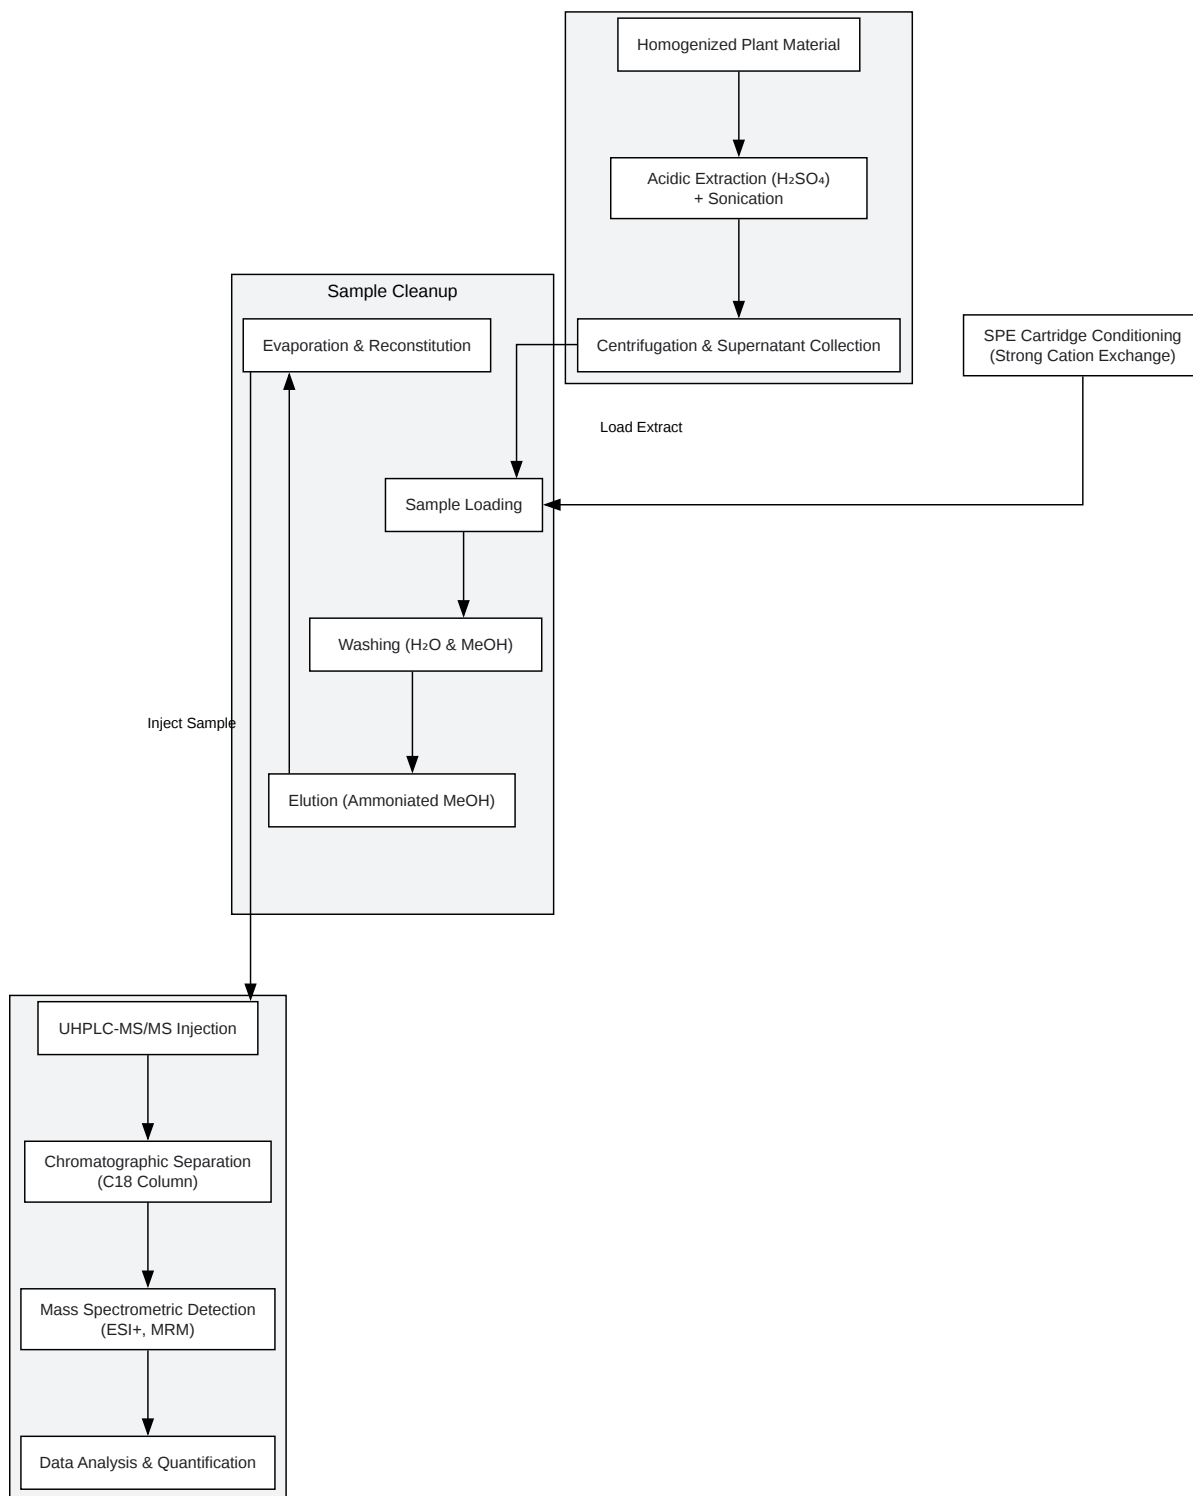 Homogenized Plant Material
Acidic Extraction (H₂SO₄)
+ Sonication
Sample Cleanup
Evaporation & Reconstitution
Centrifugation & Supernatant Collection
SPE Cartridge Conditioning
(Strong Cation Exchange)
Load Extract
Sample Loading
Washing (H₂O & MeOH)
Inject Sample
Elution (Ammoniated MeOH)
UHPLC-MS/MS Injection
Chromatographic Separation
(C18 Column)
Mass Spectrometric Detection
(ESI+, MRM)
Data Analysis & Quantification